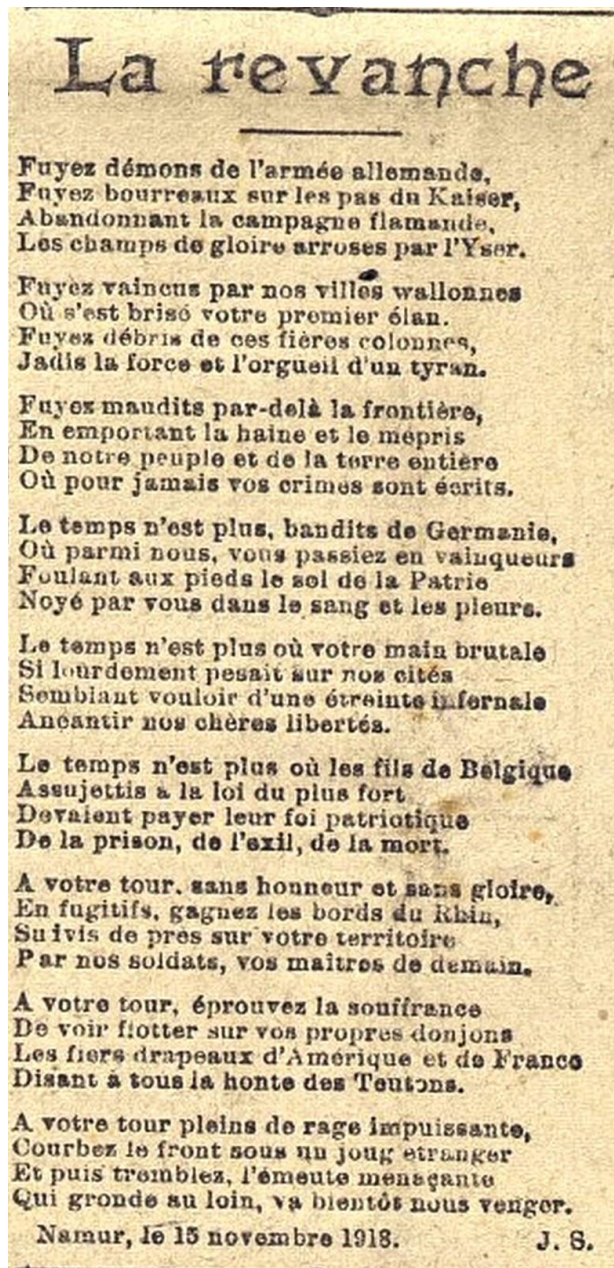 La revanche
Fuyez démons de l'armée allemande,
Fuyez bourreaux sur les pas du Kaiser,
Abandonnant la campagne flamande,
Les champs de gloire arroses par l'Yser.
Fuyez vaincus par nos villes wallonnes
Où s'est brisé votre premier élan.
Fuyez débris de ces fières colonnes,
Jadis la force et l'orgueil d'un tyran.
Fuyez maudits par-delà la frontière,
En emportant la haine et le mépris
De notre peuple et de la terre entière
Où pour jamais vos crimes sont écrits.
Le temps n'est plus, bandits de Germanie,
Où parmi nous, vous passiez en vainqueurs
Foulant aux pieds le sol de la Patrie
Noyé par vous dans le sang et les pleurs.
Le temps n'est plus où votre main brutale
Si lourdement pesait sur nos cités
Semblant vouloir d'une étreinte infernale
Anéantir nos chères libertés.
Le temps n'est plus où les fils de Belgique
Assujettis à la loi du plus fort
Devaient payer leur foi patriotique
De la prison, de l'exil, de la mort.
A votre tour, sans honneur et sans gloire,
En fugitifs, gagnez les bords du Rhin,
Suivis de pres sur votre territoire
Par nos soldats, vos maîtres de demain.
A votre tour, éprouvez la souffrance
De voir flotter sur vos propres donjons
Les fiers drapeaux d'Amérique et de France
Disant à tous la honte des Teutons.
A votre tour pleins de rage impuissante,
Courbez le front sous un joug etranger
Et puis tremblez, l'émeute menaçante
Qui gronde au loin, va bientôt nous venger.
Namur, le 15 novembre 1918. J. S.